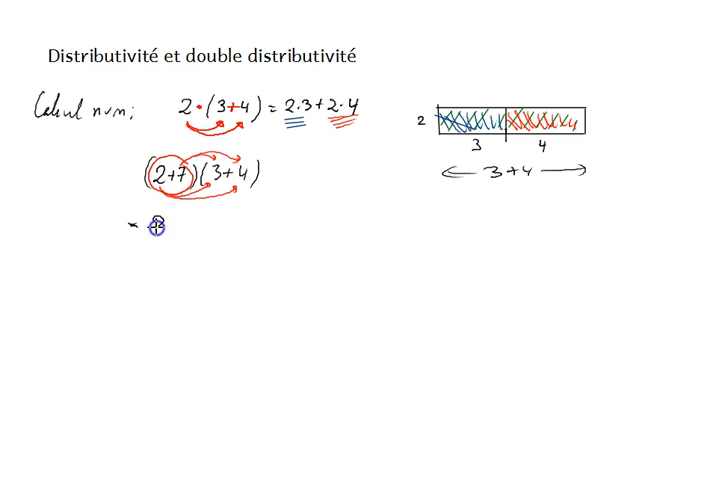 Distributivité et double distributivité
Calcul num: 2 • (3+4) = 2.3 + 2.4
2
3 4
(2+7)(3+4)
3+4
=